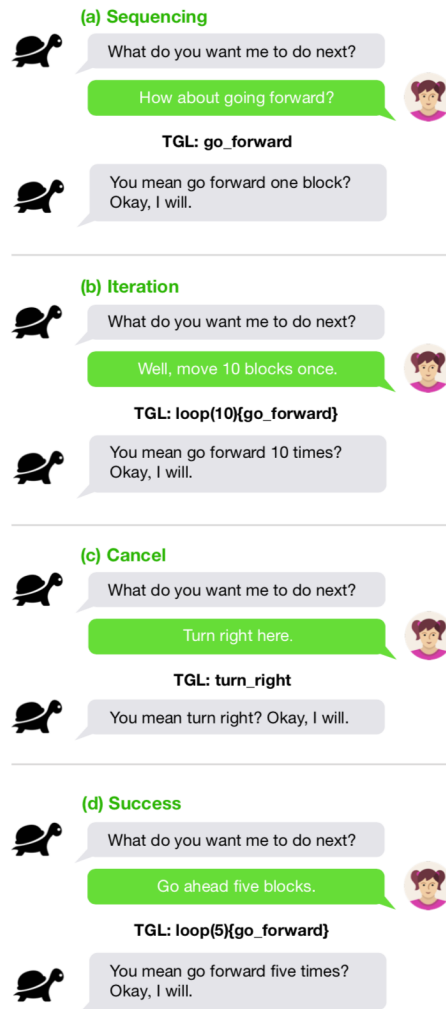 (a) Sequencing
What do you want me to do next?
How about going forward?
TGL: go_forward
You mean go forward one block?
Okay, I will.
(b) Iteration
What do you want me to do next?
Well, move 10 blocks once.
TGL: loop(10){go_forward}
You mean go forward 10 times?
Okay, I will.
(c) Cancel
What do you want me to do next?
Turn right here.
TGL: turn_right
You mean turn right? Okay, I will.
(d) Success
What do you want me to do next?
Go ahead five blocks.
TGL: loop(5){go_forward}
You mean go forward five times?
Okay, I will.